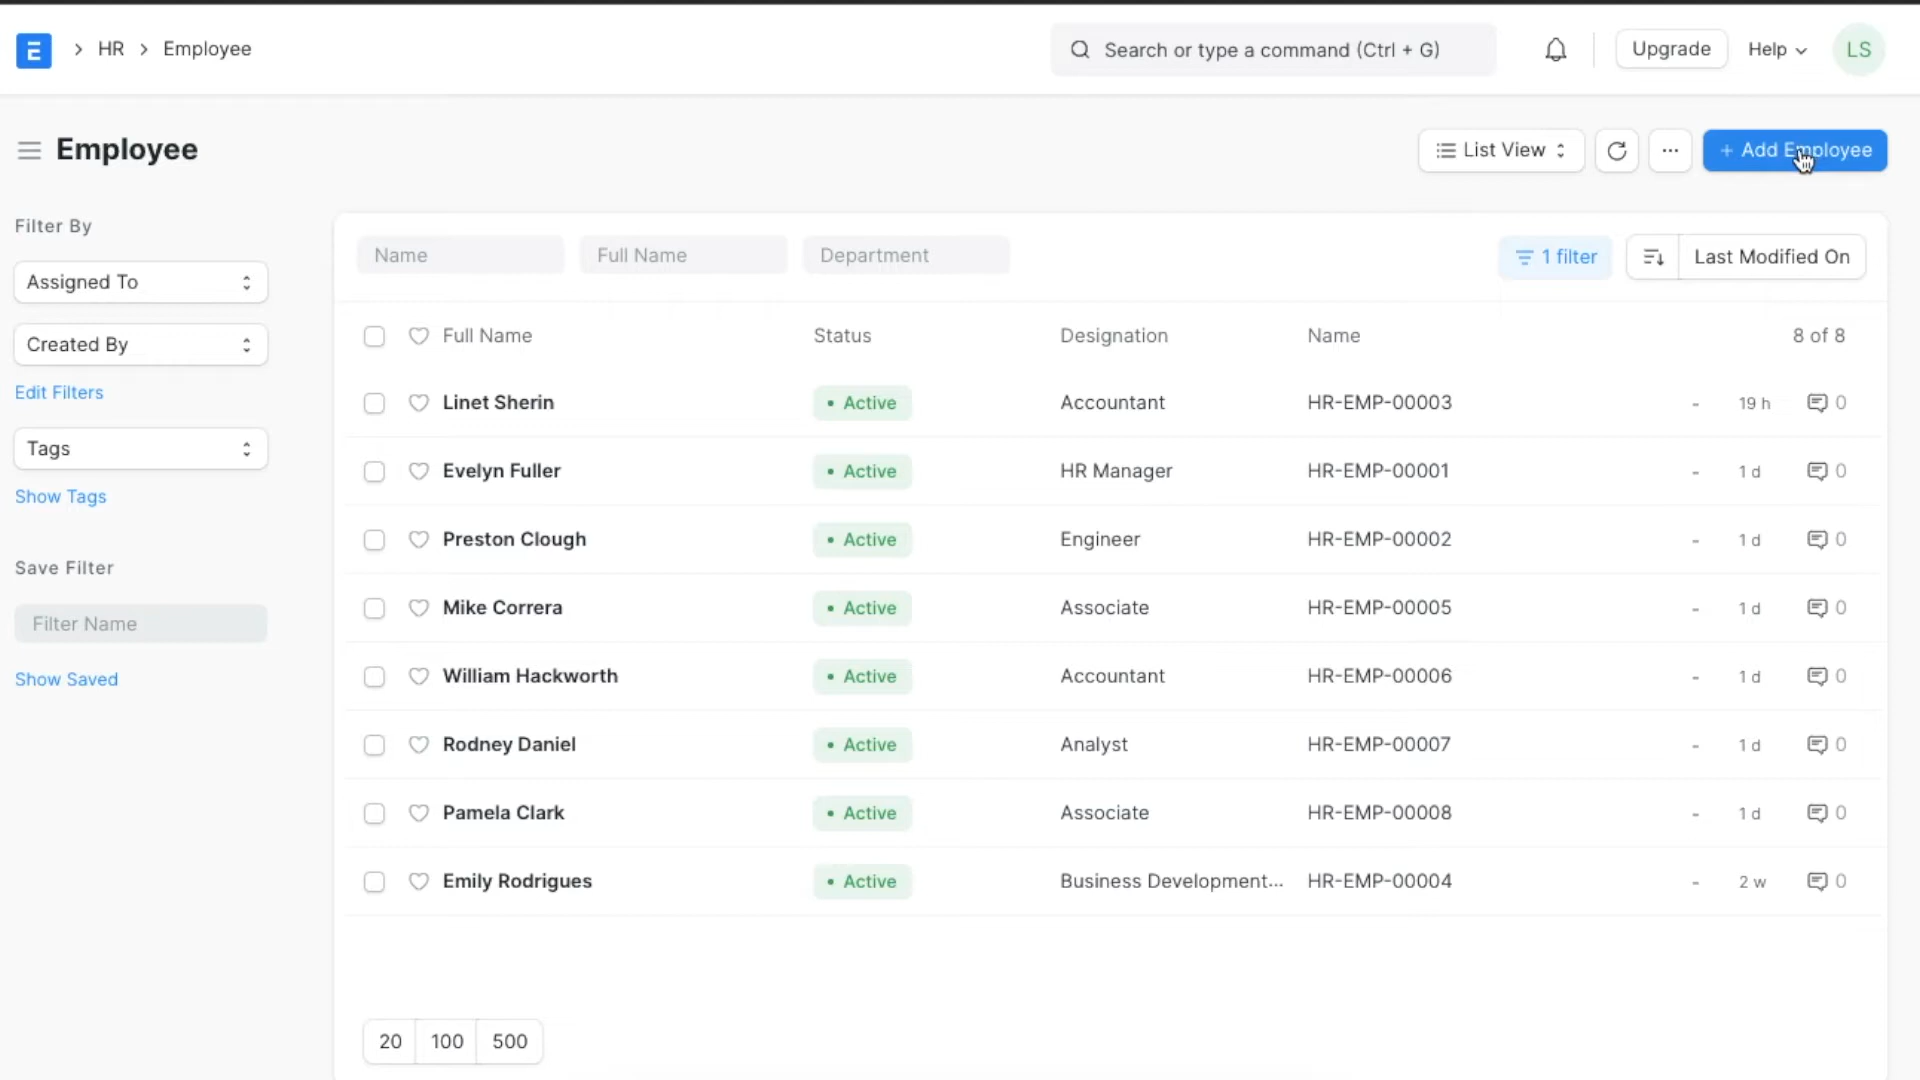 E > HR > Employee
Search or type a command (Ctrl + G)
Upgrade
Help
LS
Employee
List View
...
+ Add Employee
Filter By
Assigned To
Created By
Edit Filters
Tags
Show Tags
Save Filter
Filter Name
Show Saved
Name Full Name Department
1 filter
Last Modified On
Full Name Status Designation Name 8 of 8
Linet Sherin • Active Accountant HR-EMP-00003 - 19 h 0
Evelyn Fuller • Active HR Manager HR-EMP-00001 - 1 d 0
Preston Clough • Active Engineer HR-EMP-00002 - 1 d 0
Mike Correra • Active Associate HR-EMP-00005 - 1 d 0
William Hackworth • Active Accountant HR-EMP-00006 - 1 d 0
Rodney Daniel • Active Analyst HR-EMP-00007 - 1 d 0
Pamela Clark • Active Associate HR-EMP-00008 - 1 d 0
Emily Rodrigues • Active Business Development... HR-EMP-00004 - 2 w 0
20 100 500